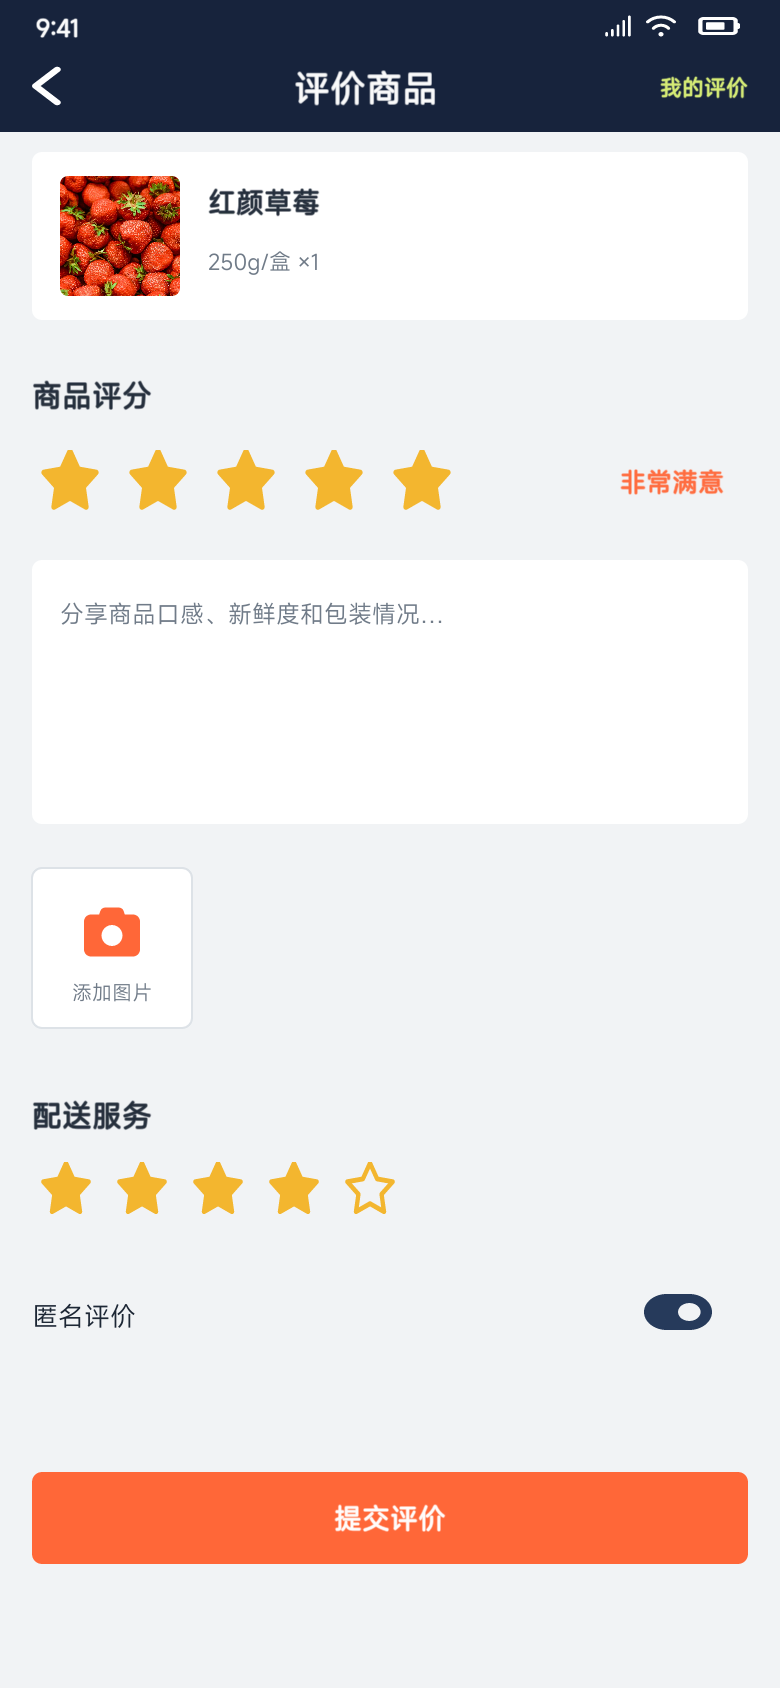 9:41
评价商品
我的评价
红颜草莓
250g/盒 ×1
商品评分
非常满意
分享商品口感、新鲜度和包装情况...
添加图片
配送服务
匿名评价
提交评价